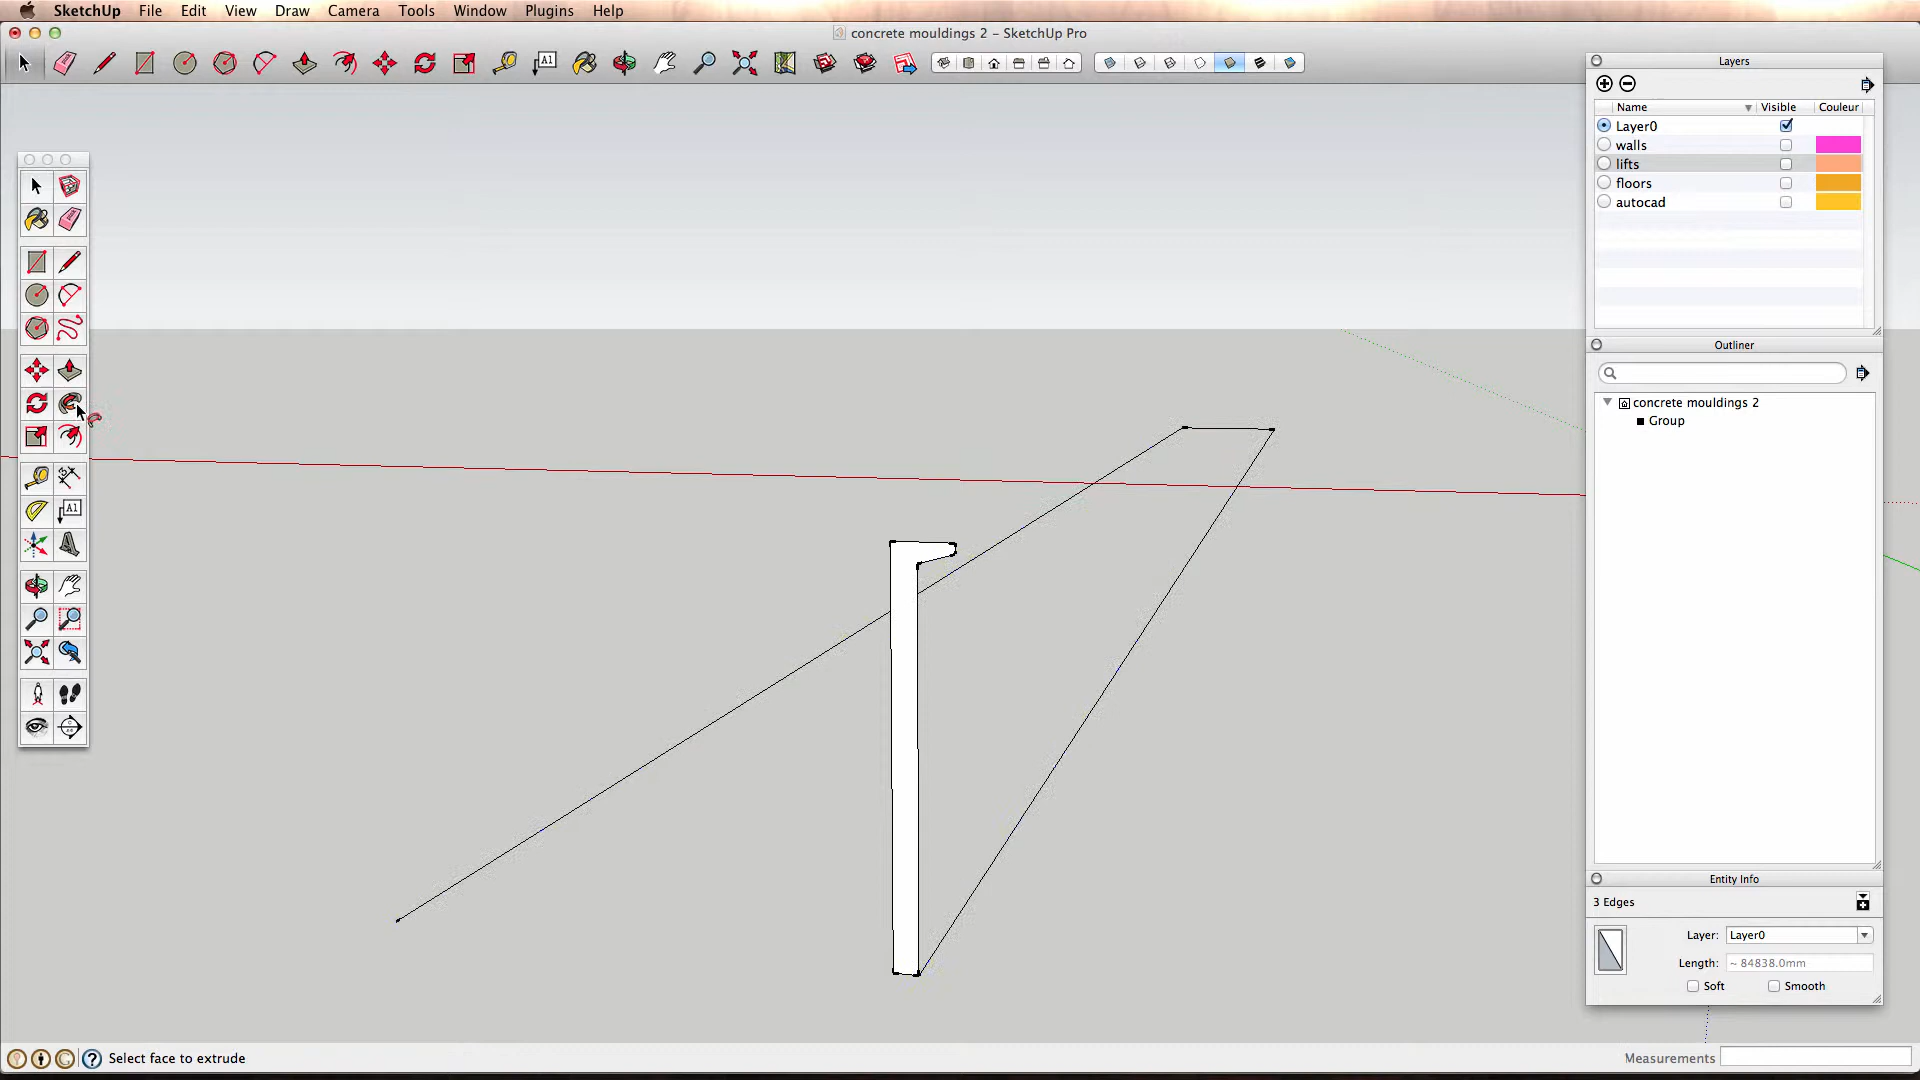 SketchUp File Edit View Draw Camera Tools Window Plugins Help
concrete mouldings 2 – SketchUp Pro
A1
Layers
Name Visible Couleur
Layer0
walls
lifts
floors
autocad
Outliner
concrete mouldings 2
Group
A1
Entity Info
3 Edges
Layer: Layer0
Length: ~ 84838.0mm
Soft Smooth
Select face to extrude
Measurements